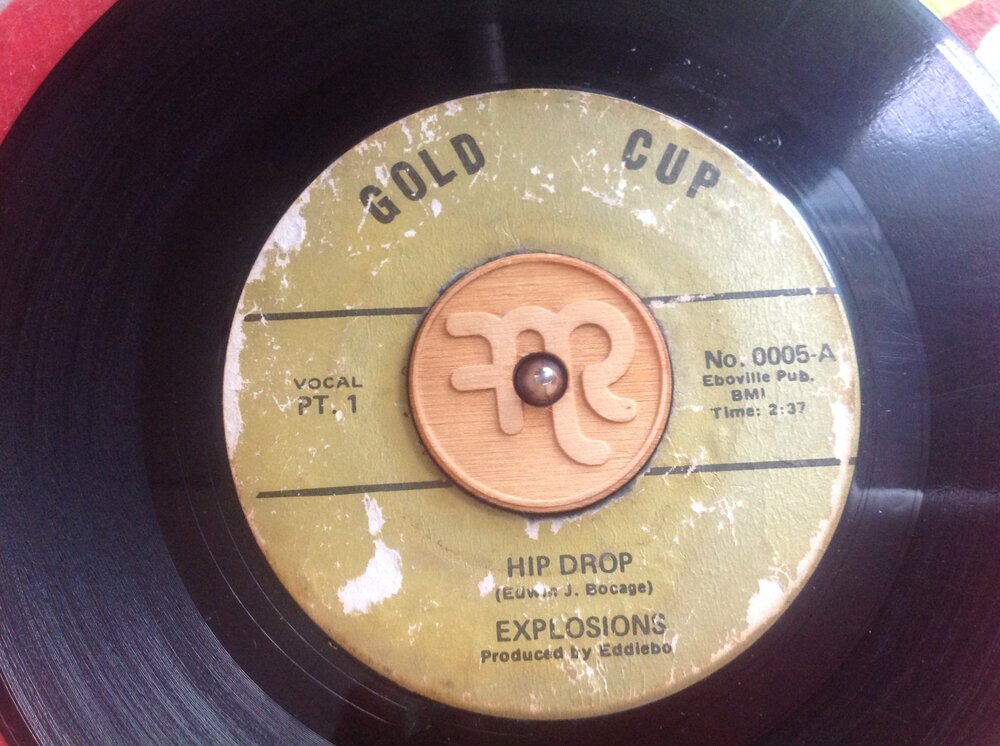 GOLD CUP
VOCAL
PT. 1
No. 0005-A
Eboville Pub.
BMI
Time: 2:37
HIP DROP
(Edwin J. Bocage)
EXPLOSIONS
Produced by Eddiebo